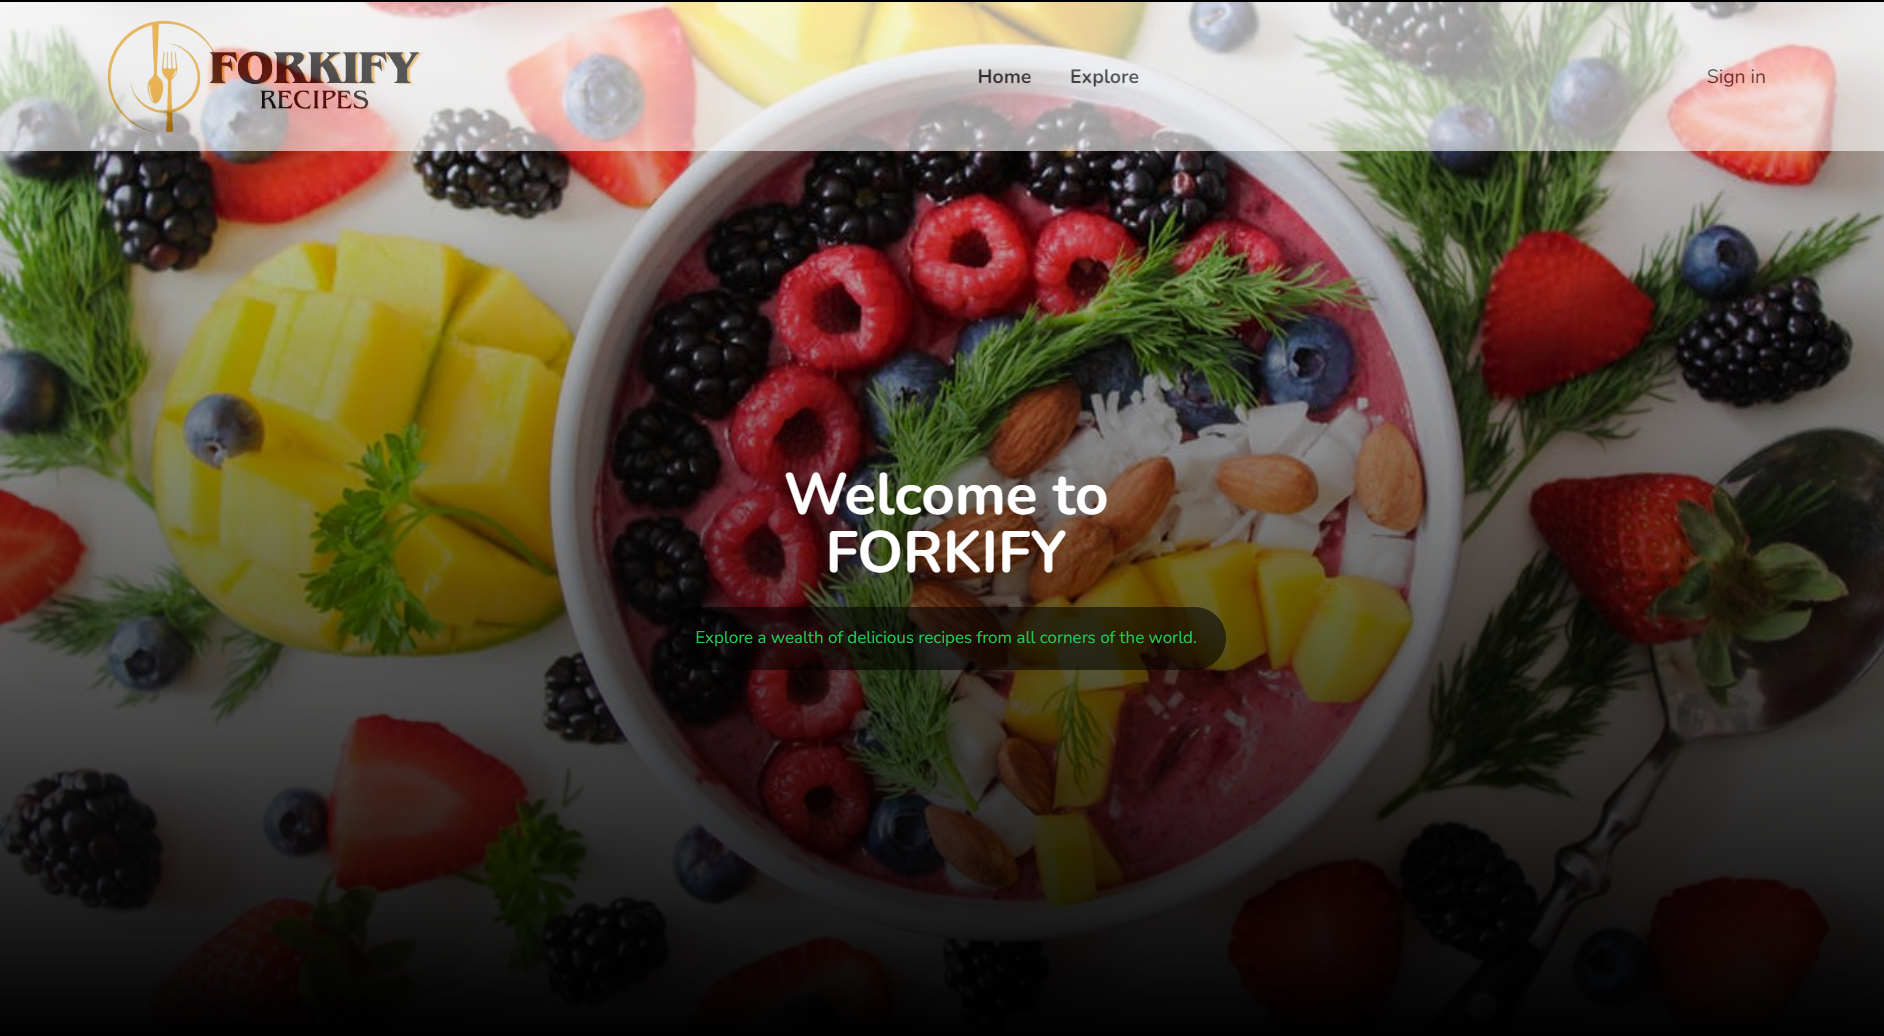 FORKIFY
RECIPES
Home
Explore
Sign in
Welcome to
FORKIFY
Explore a wealth of delicious recipes from all corners of the world.